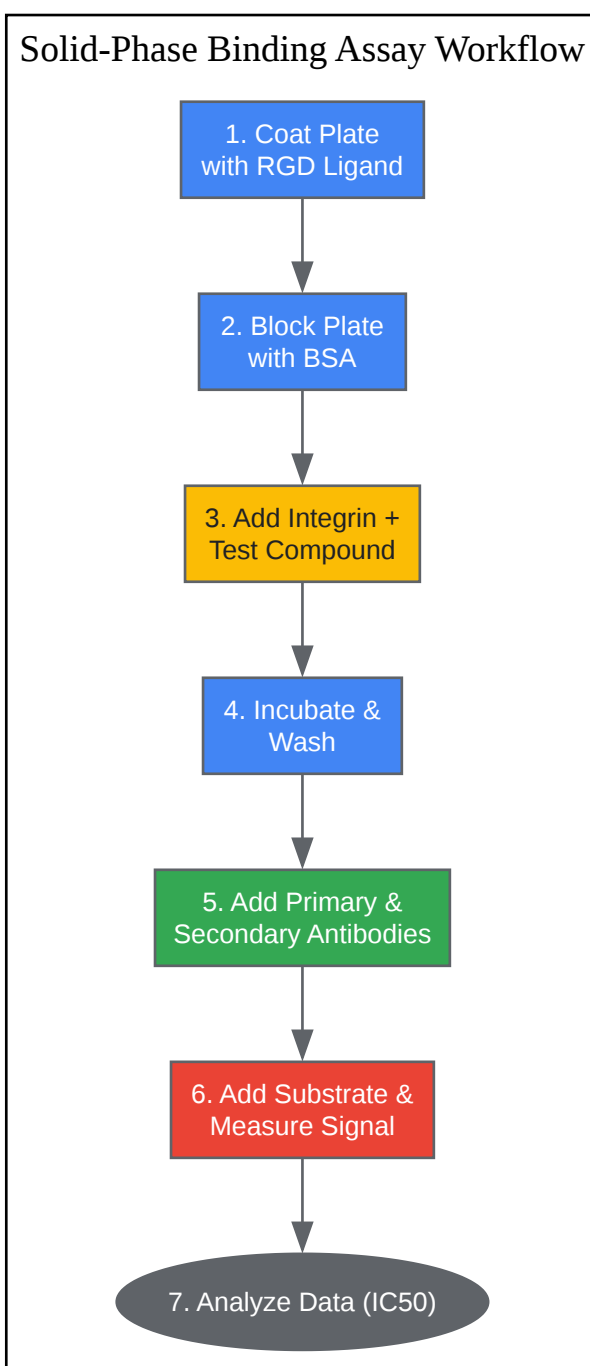 Solid-Phase Binding Assay Workflow
1. Coat Plate
with RGD Ligand
2. Block Plate
with BSA
3. Add Integrin +
Test Compound
4. Incubate &
Wash
5. Add Primary &
Secondary Antibodies
6. Add Substrate &
Measure Signal
7. Analyze Data (IC50)